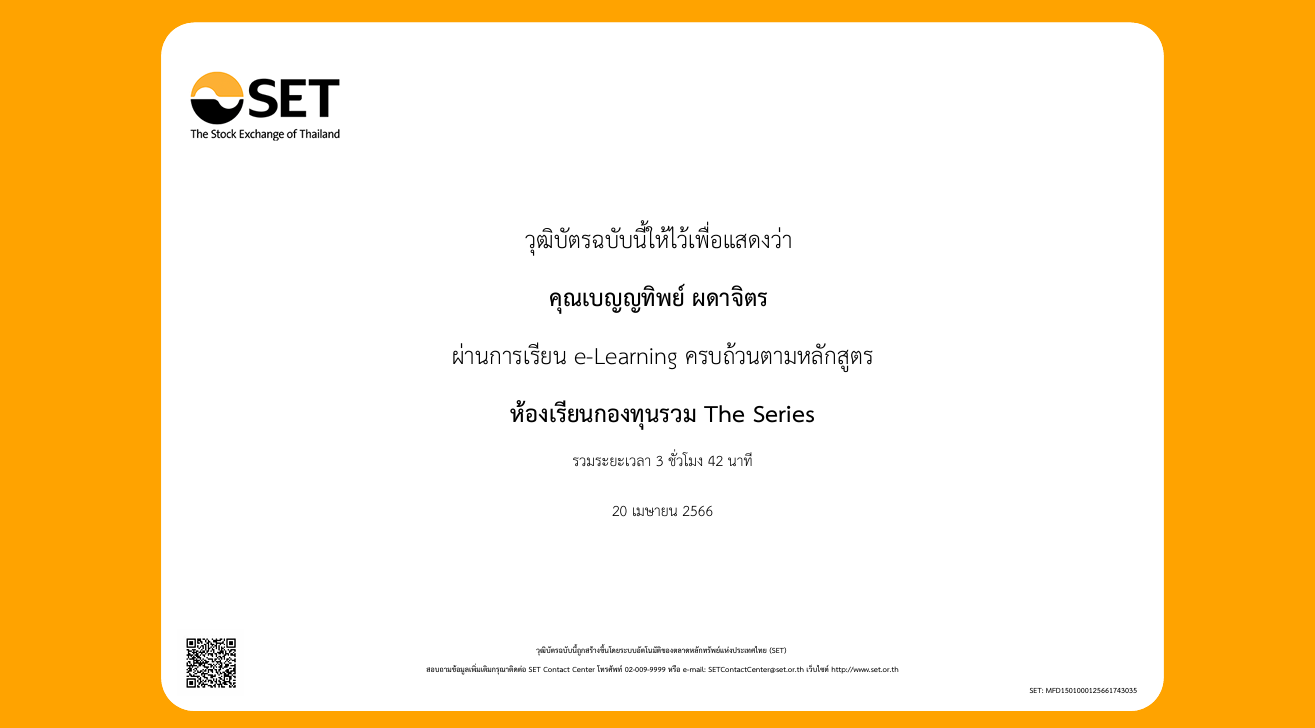 SET
The Stock Exchange of Thailand
วุฒิบัตรฉบับนี้ให้ไว้เพื่อแสดงว่า
คุณเบญญทิพย์ ผดาจิตร
ผ่านการเรียน e-Learning ครบถ้วนตามหลักสูตร
ห้องเรียนกองทุนรวม The Series
รวมระยะเวลา 3 ชั่วโมง 42 นาที
20 เมษายน 2566
วุฒิบัตรฉบับนี้ถูกสร้างขึ้นโดยระบบอัตโนมัติของตลาดหลักทรัพย์แห่งประเทศไทย (SET)
สอบถามข้อมูลเพิ่มเติมกรุณาติดต่อ SET Contact Center โทรศัพท์ 02-009-9999 หรือ e-mail: SETContactCenter@set.or.th เว็บไซต์ http://www.set.or.th
SET: MFD1501000125661743035